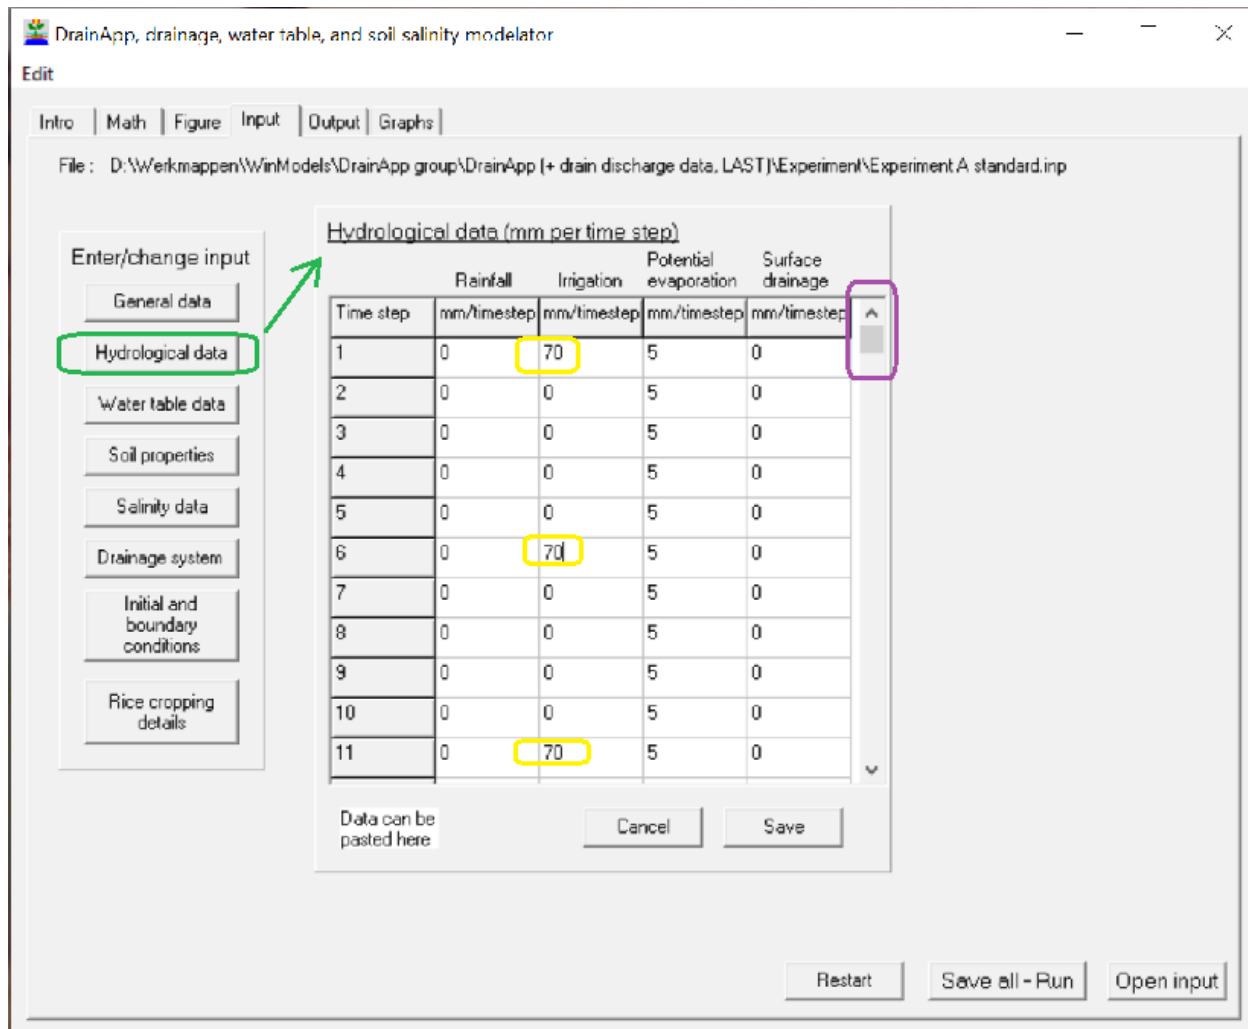 DrainApp, drainage, water table, and soil salinity modelator
Edit
Intro Math Figure Input Output Graphs
File : D:\Werkmappen\WinModels\DrainApp group\DrainApp (+ drain discharge data, LAST)\Experiment\Experiment A standard.inp
Enter/change input
General data
Hydrological data
Water table data
Soil properties
Salinity data
Drainage system
Initial and
boundary
conditions
Rice cropping
details
Hydrological data (mm per time step)
Rainfall Irrigation Potential evaporation Surface drainage
Time step mm/timestep mm/timestep mm/timestep mm/timestep
1 0 70 5 0
2 0 0 5 0
3 0 0 5 0
4 0 0 5 0
5 0 0 5 0
6 0 70 5 0
7 0 0 5 0
8 0 0 5 0
9 0 0 5 0
10 0 0 5 0
11 0 70 5 0
Data can be
pasted here
Cancel Save
Restart Save all - Run Open input